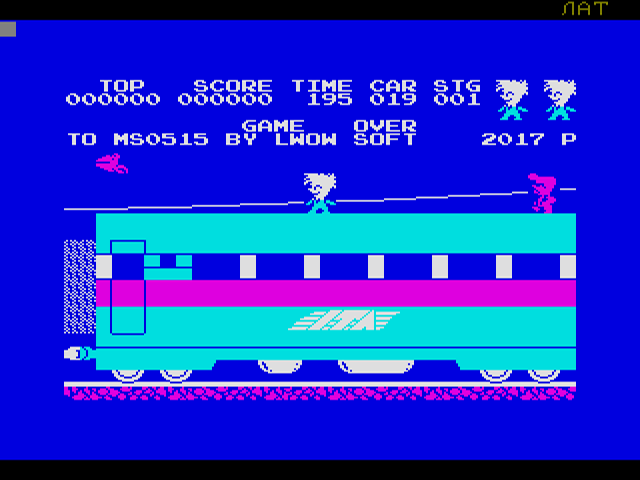 ЛАТ
TOP SCORE TIME CAR STG
000000 000000 195 019 001
GAME OVER
TO MS0515 BY LWOW SOFT 2017 P